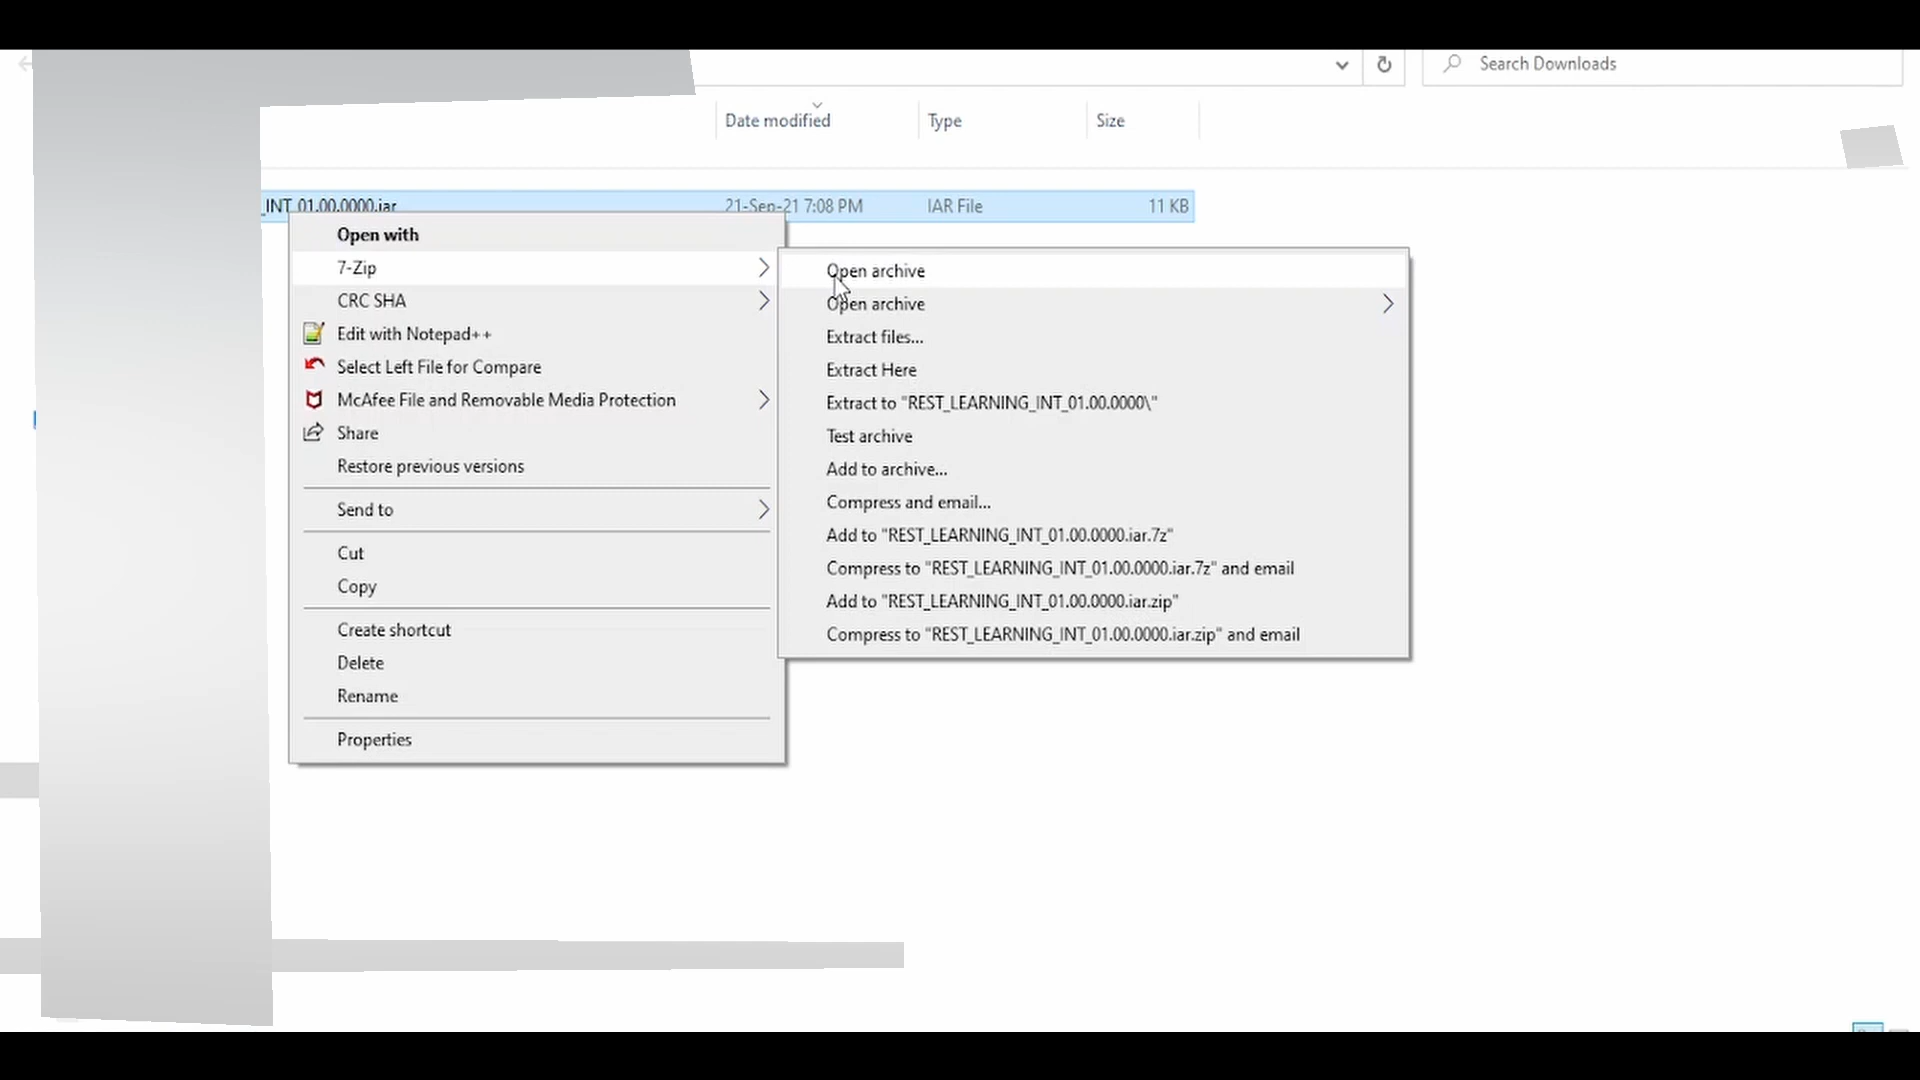 Search Downloads
Date modified
Type
Size
_INT_01.00.0000.iar
21-Sep-21 7:08 PM
IAR File
11 KB
Open with
7-Zip
CRC SHA
Edit with Notepad++
Select Left File for Compare
McAfee File and Removable Media Protection
Share
Restore previous versions
Send to
Cut
Copy
Create shortcut
Delete
Rename
Properties
Open archive
Open archive
Extract files...
Extract Here
Extract to "REST_LEARNING_INT_01.00.0000\"
Test archive
Add to archive...
Compress and email...
Add to "REST_LEARNING_INT_01.00.0000.iar.7z"
Compress to "REST_LEARNING_INT_01.00.0000.iar.7z" and email
Add to "REST_LEARNING_INT_01.00.0000.iar.zip"
Compress to "REST_LEARNING_INT_01.00.0000.iar.zip" and email